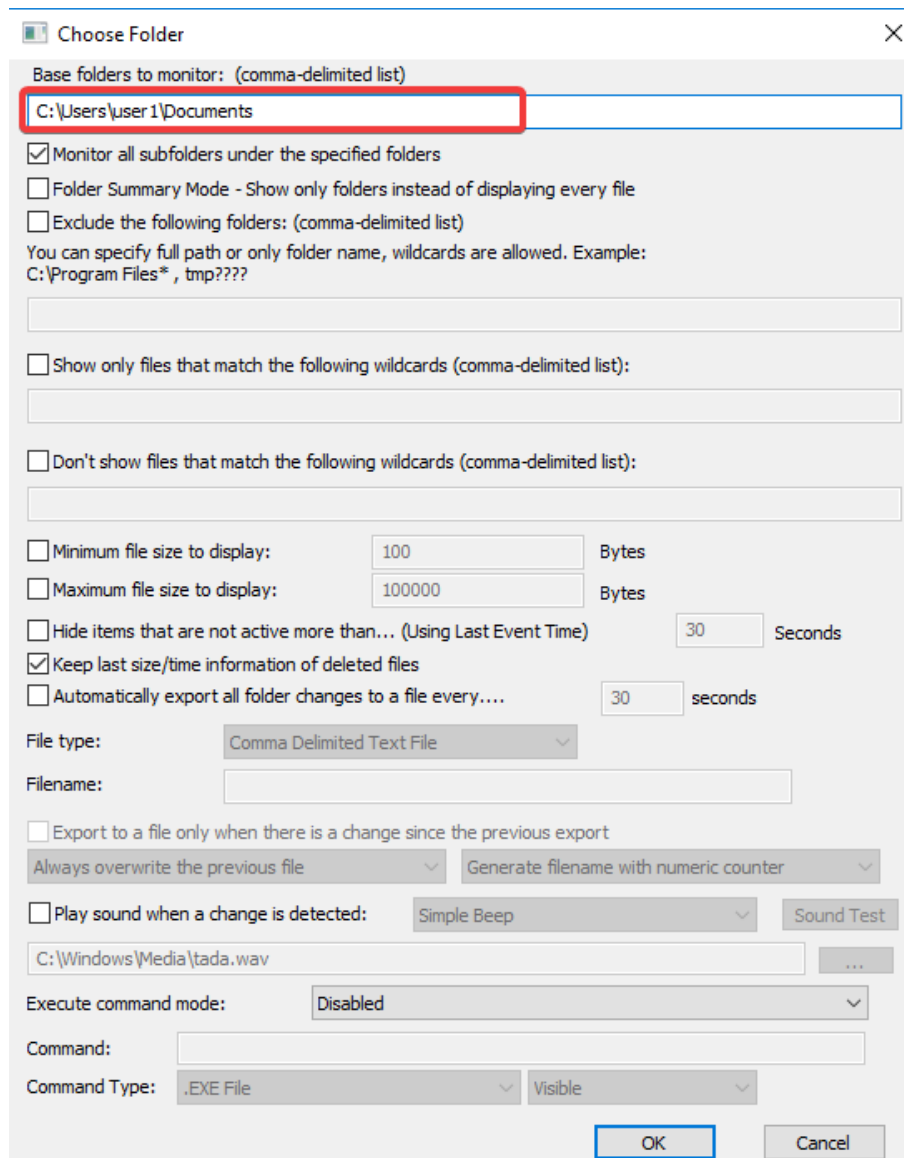 Choose Folder
Base folders to monitor: (comma-delimited list)
C:\Users\user1\Documents
Monitor all subfolders under the specified folders
Folder Summary Mode - Show only folders instead of displaying every file
Exclude the following folders: (comma-delimited list)
You can specify full path or only folder name, wildcards are allowed. Example:
C:\Program Files* , tmp????
Show only files that match the following wildcards (comma-delimited list):
Don't show files that match the following wildcards (comma-delimited list):
Minimum file size to display: 100 Bytes
Maximum file size to display: 100000 Bytes
Hide items that are not active more than... (Using Last Event Time) 30 Seconds
Keep last size/time information of deleted files
Automatically export all folder changes to a file every.... 30 seconds
File type: Comma Delimited Text File
Filename:
Export to a file only when there is a change since the previous export
Always overwrite the previous file Generate filename with numeric counter
Play sound when a change is detected: Simple Beep Sound Test
C:\Windows\Media\tada.wav ...
Execute command mode: Disabled
Command:
Command Type: .EXE File Visible
OK Cancel